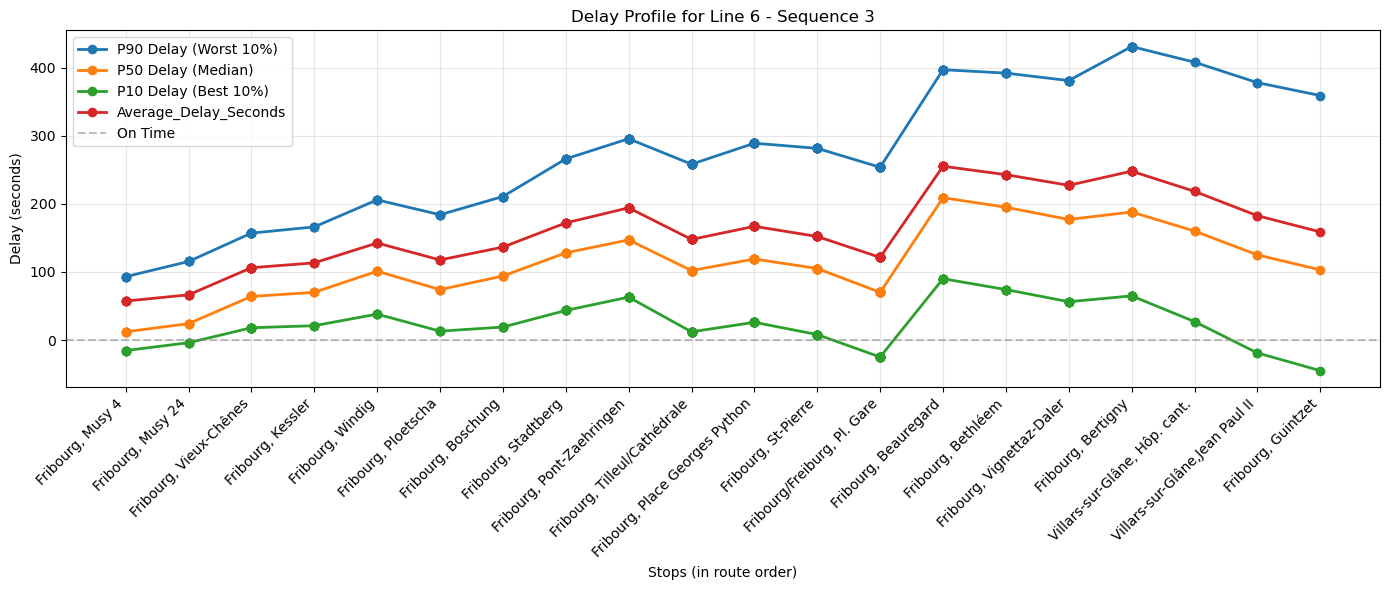 Delay Profile for Line 6 - Sequence 3
P90 Delay (Worst 10%)
P50 Delay (Median)
P10 Delay (Best 10%)
Average_Delay_Seconds
On Time
Delay (seconds)
400
300
200
100
0
Fribourg, Musy 4
Fribourg, Musy 24
Fribourg, Vieux-Chênes
Fribourg, Kessler
Fribourg, Windig
Fribourg, Ploetscha
Fribourg, Boschung
Fribourg, Stadtberg
Fribourg, Pont-Zaehringen
Fribourg, Tilleul/Cathédrale
Fribourg, Place Georges Python
Fribourg, St-Pierre
Fribourg/Freiburg, Pl. Gare
Fribourg, Beauregard
Fribourg, Bethléem
Fribourg, Vignettaz-Daler
Fribourg, Bertigny
Villars-sur-Glâne, Hôp. cant.
Villars-sur-Glâne,Jean Paul II
Fribourg, Guintzet
Stops (in route order)